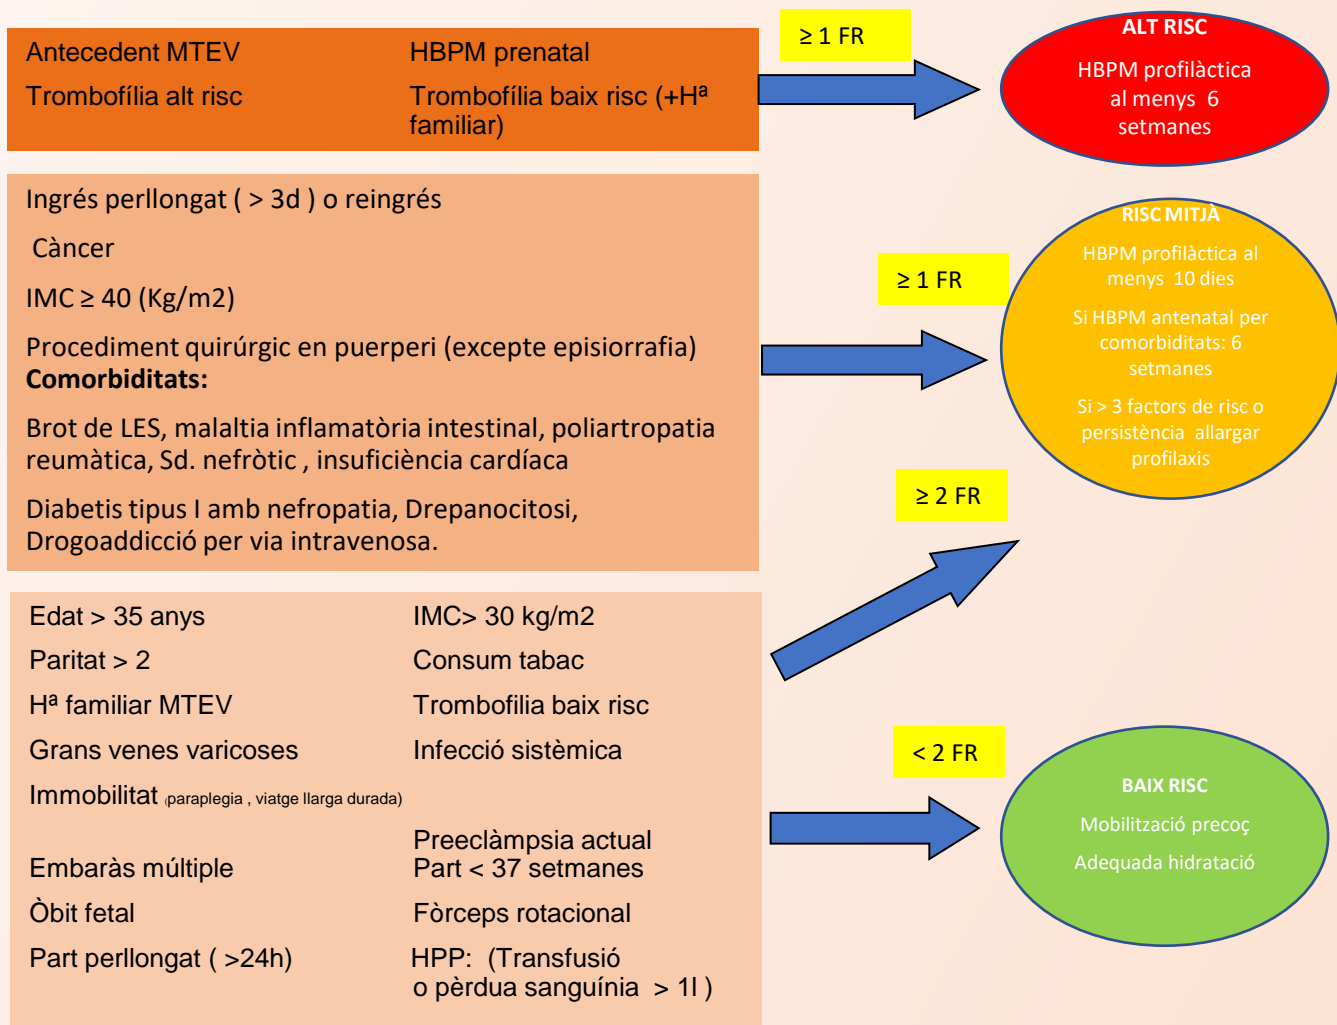 Antecedent MTEV
HBPM prenatal
Trombofília alt risc
Trombofília baix risc (+Hª
familiar)
≥ 1 FR
ALT RISC
HBPM profilàctica
al menys 6
setmanes
Ingrés perllongat ( > 3d ) o reingrés
Càncer
IMC ≥ 40 (Kg/m2)
Procediment quirúrgic en puerperi (excepte episiorrafia)
Comorbiditats:
Brot de LES, malaltia inflamatòria intestinal, poliartropatia
reumàtica, Sd. nefròtic , insuficiència cardíaca
Diabetis tipus I amb nefropatia, Drepanocitosi,
Drogoaddicció per via intravenosa.
≥ 1 FR
RISC MITJÀ
HBPM profilàctica al
menys 10 dies
Si HBPM antenatal per
comorbiditats: 6
setmanes
Si > 3 factors de risc o
persistència allargar
profilaxis
≥ 2 FR
Edat > 35 anys
IMC> 30 kg/m2
Paritat > 2
Consum tabac
Hª familiar MTEV
Trombofilia baix risc
Grans venes varicoses
Infecció sistèmica
Immobilitat (paraplegia , viatge llarga durada)
Preeclàmpsia actual
Embaràs múltiple
Part < 37 setmanes
Òbit fetal
Fòrceps rotacional
Part perllongat ( >24h)
HPP: (Transfusió
o pèrdua sanguínia > 1l )
< 2 FR
BAIX RISC
Mobilització precoç
Adequada hidratació